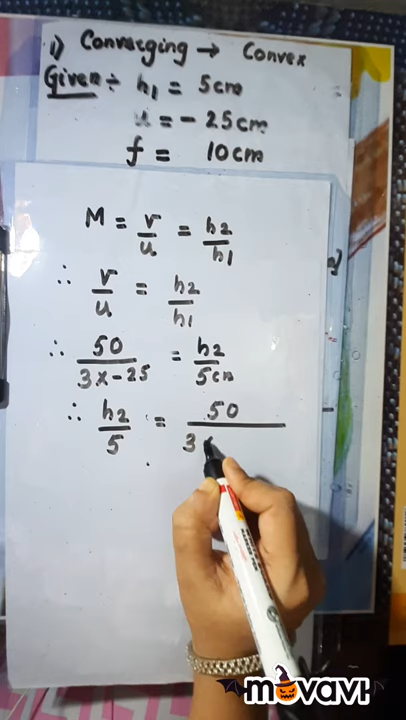 1) Converging → Convex
Given ÷ h₁ = 5cm
u = - 25cm
f = 10cm
M = v/u = h₂/h₁
∴ v/u = h₂/h₁
∴ 50/3x-25 = h₂/5cm
∴ h₂/5 = 50/3
movavi